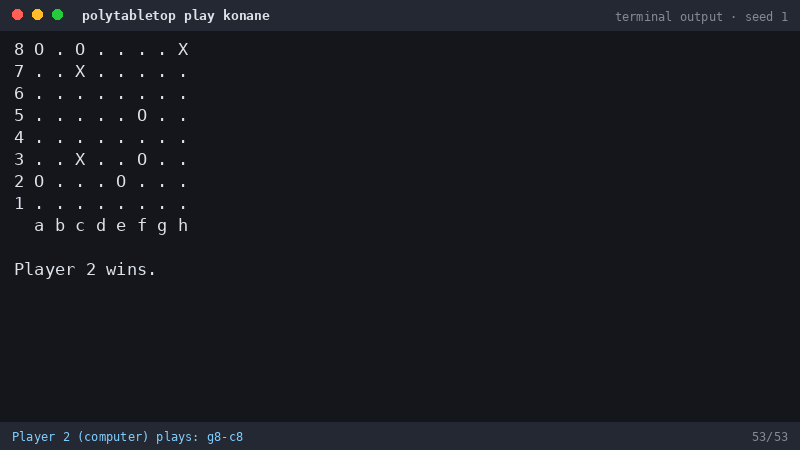 polytabletop play konane
terminal output · seed 1
8 O . O . . . . X
7 . . X . . . . .
6 . . . . . . . .
5 . . . . . O . .
4 . . . . . . . .
3 . . X . . O . .
2 O . . . O . . .
1 . . . . . . . .
a b c d e f g h
Player 2 wins.
Player 2 (computer) plays: g8-c8
53/53